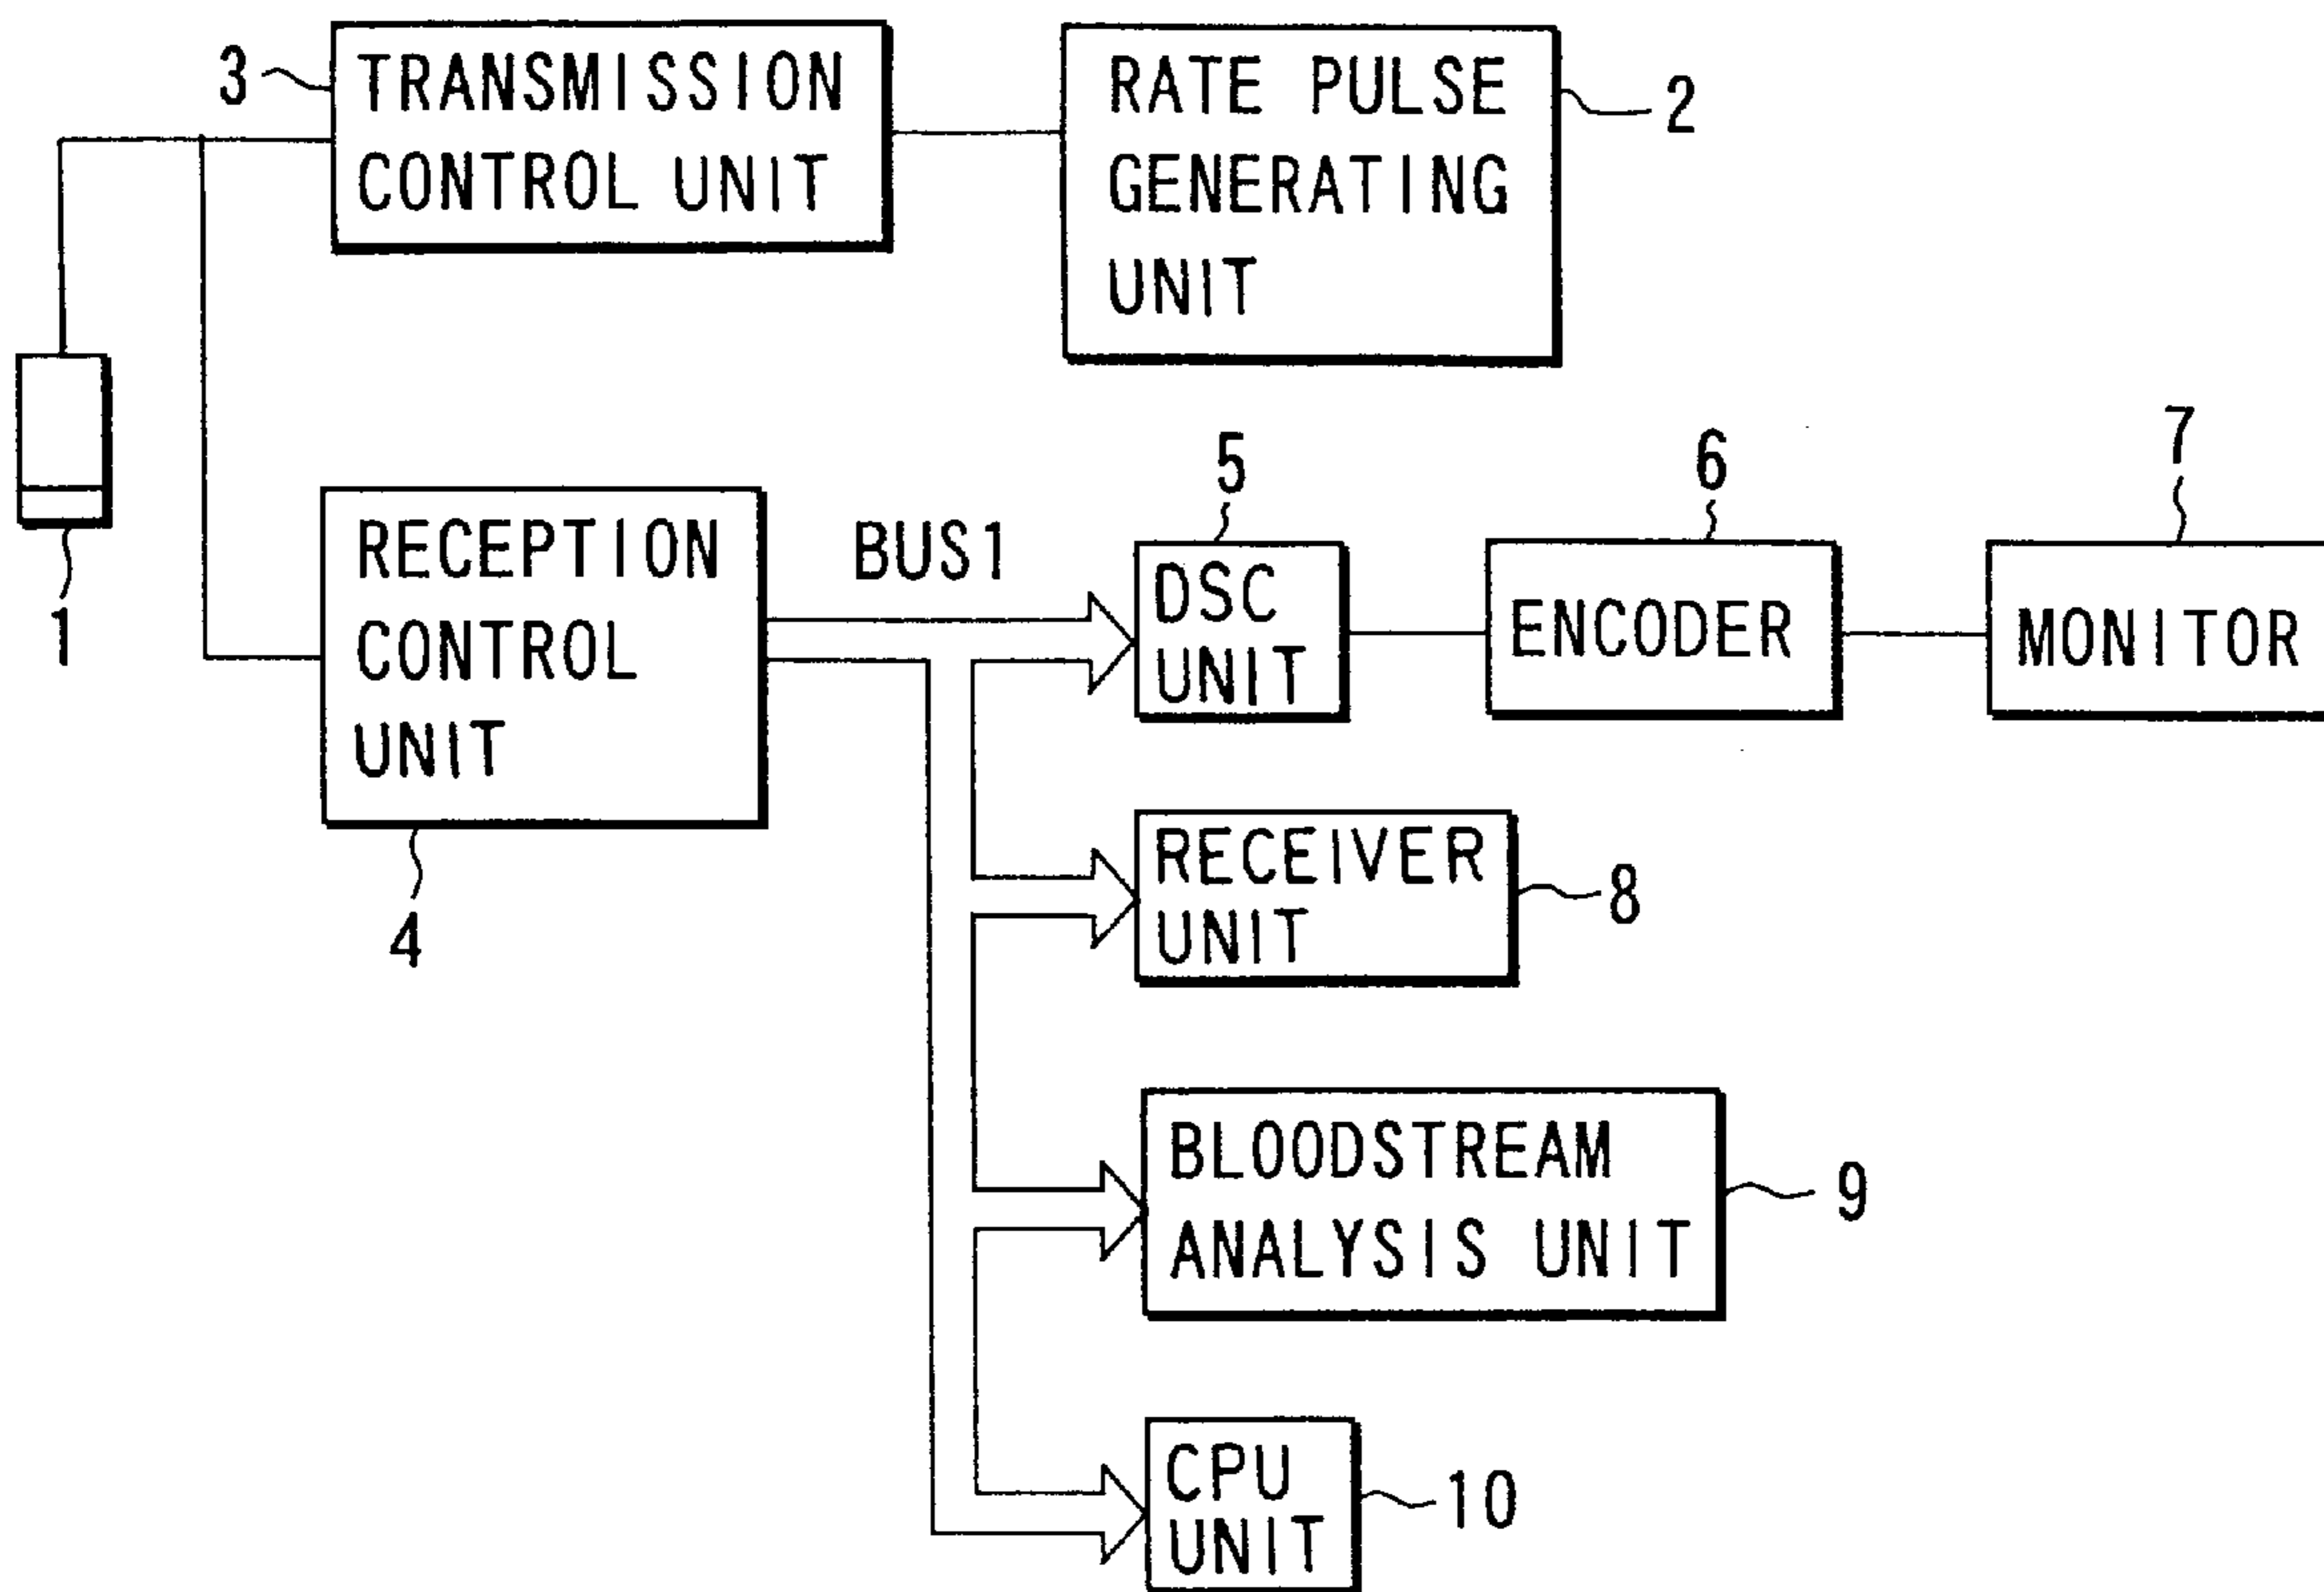 3
TRANSMISSION
CONTROL UNIT
RATE PULSE
GENERATING
UNIT
2
1
RECEPTION
CONTROL
UNIT
4
BUS1
5
DSC
UNIT
6
ENCODER
7
MONITOR
RECEIVER
UNIT
8
BLOODSTREAM
ANALYSIS UNIT
9
CPU
UNIT
10